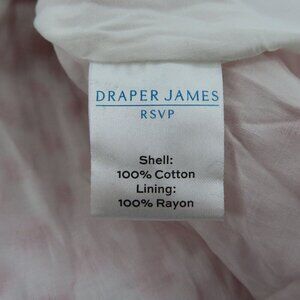 DRAPER JAMES
RSVP
Shell:
100% Cotton
Lining:
100% Rayon